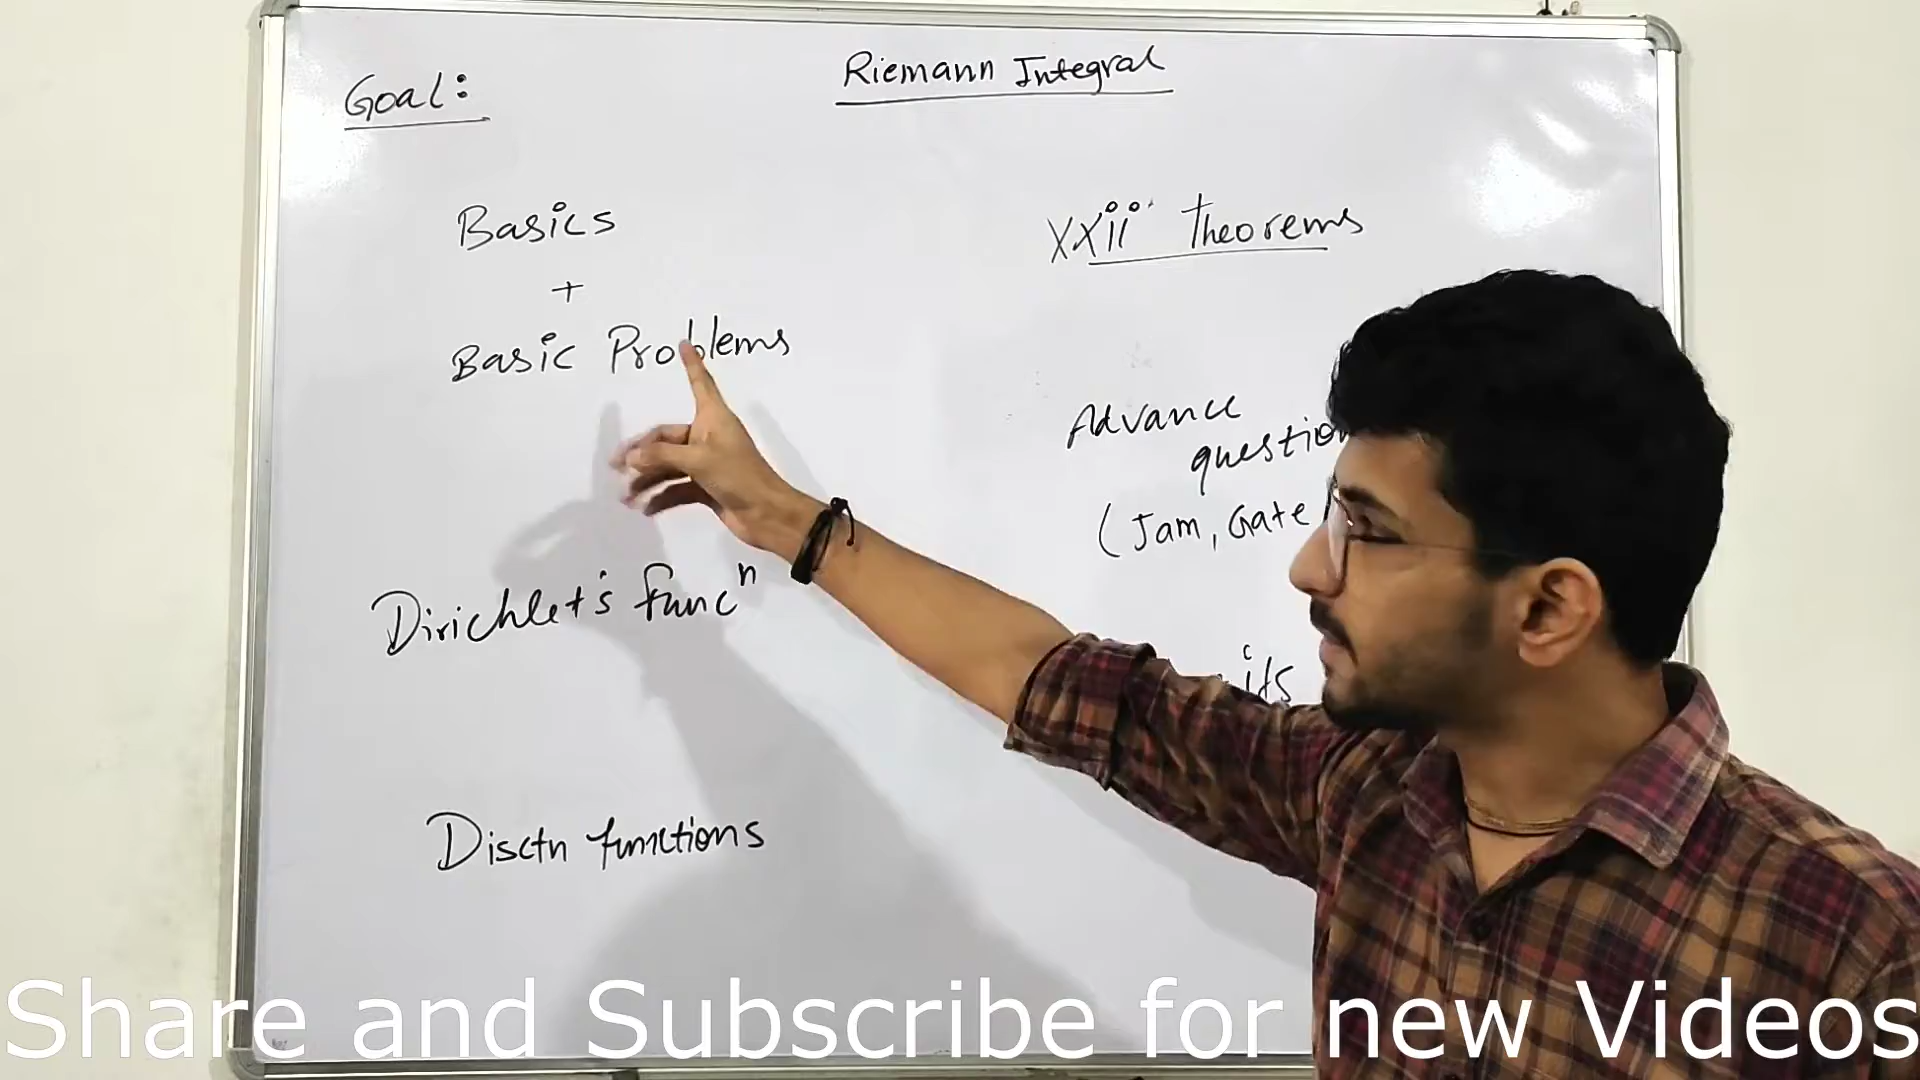 Goal:
Riemann Integral
Basics
+
Basic Problems
Dirichlet's funcⁿ
Disctn functions
XXii theorems
Advance
question
(Jam, Gate
Share and Subscribe for new Videos